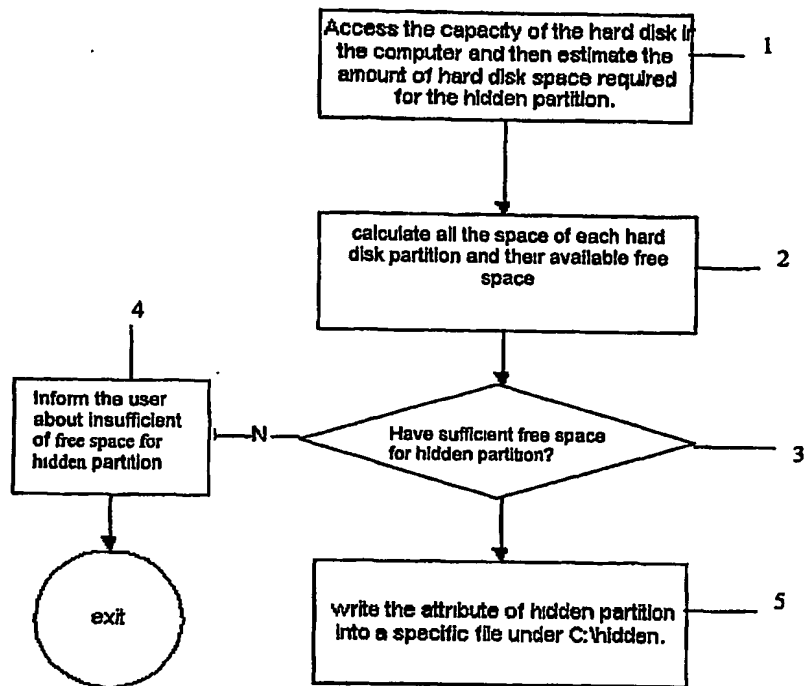 Access the capacity of the hard disk in
the computer and then estimate the
amount of hard disk space required
for the hidden partition.
1
calculate all the space of each hard
disk partition and their available free
space
2
4
Inform the user
about insufficient
of free space for
hidden partition
N
Have sufficient free space
for hidden partition?
3
exit
write the attribute of hidden partition
into a specific file under C:\hidden.
5